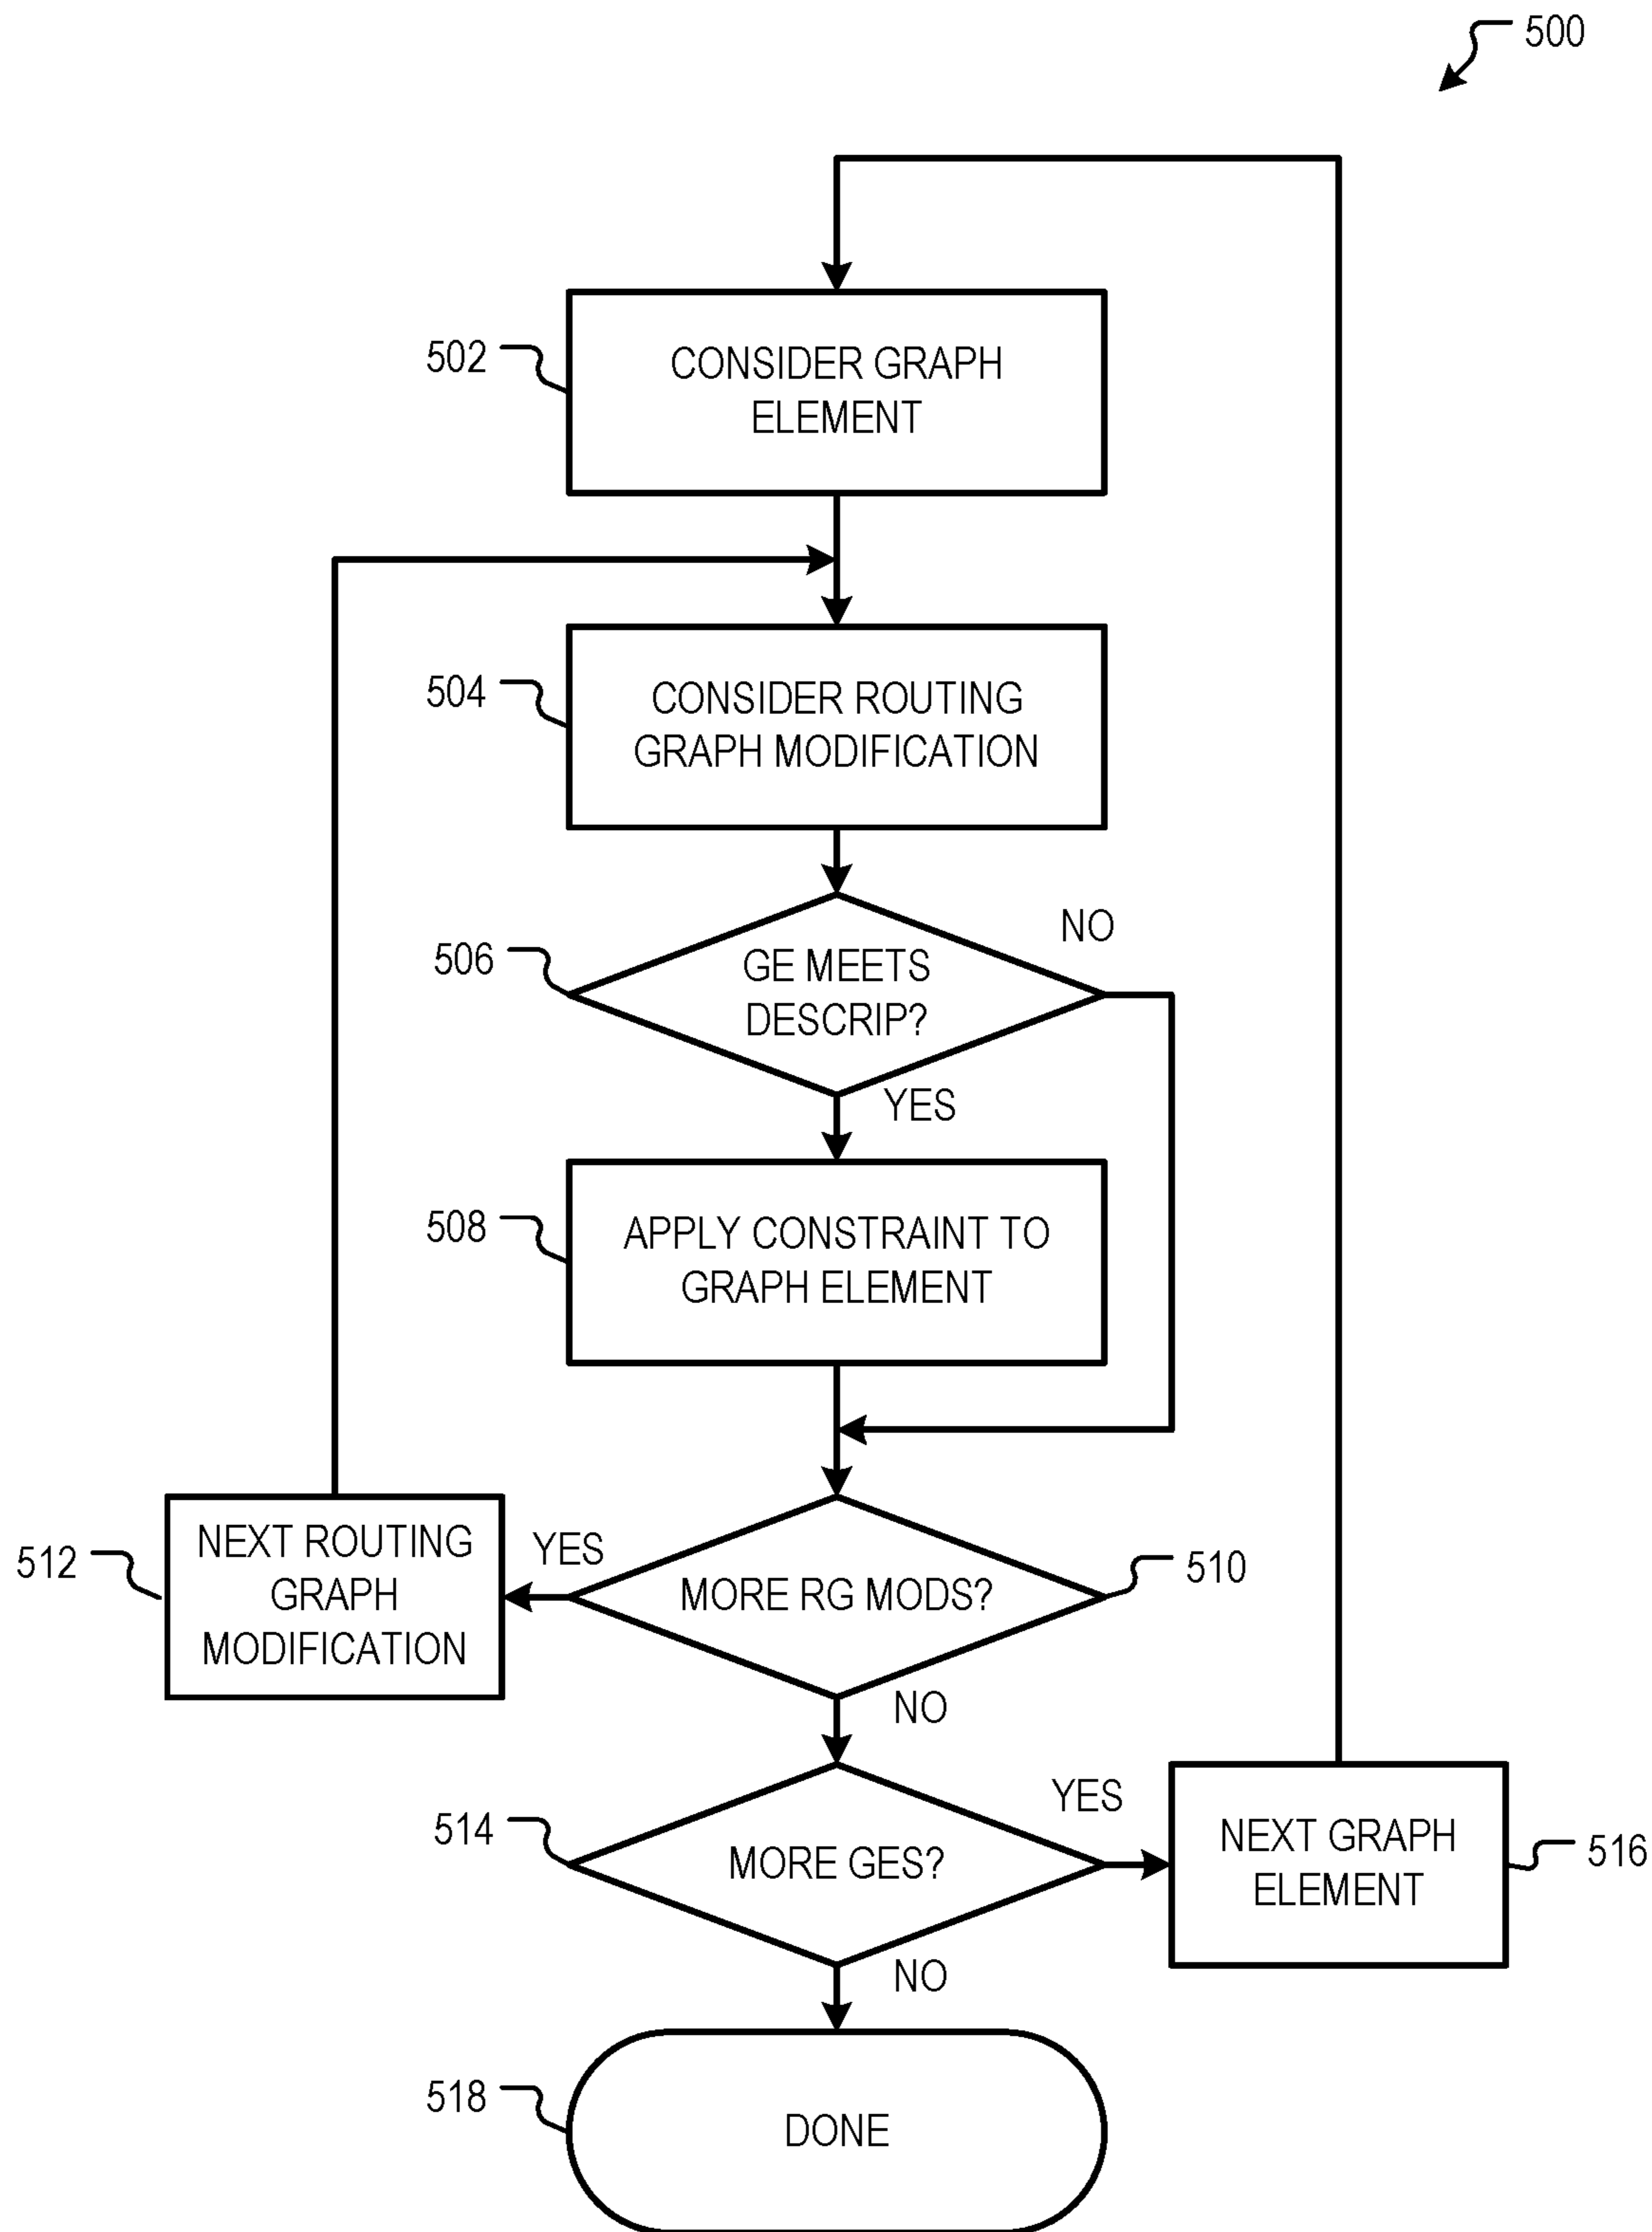 500
502
CONSIDER GRAPH
ELEMENT
504
CONSIDER ROUTING
GRAPH MODIFICATION
NO
506
GE MEETS
DESCRIP?
YES
508
APPLY CONSTRAINT TO
GRAPH ELEMENT
512
NEXT ROUTING
GRAPH
MODIFICATION
YES
MORE RG MODS?
510
NO
514
MORE GES?
YES
NEXT GRAPH
ELEMENT
516
NO
518
DONE